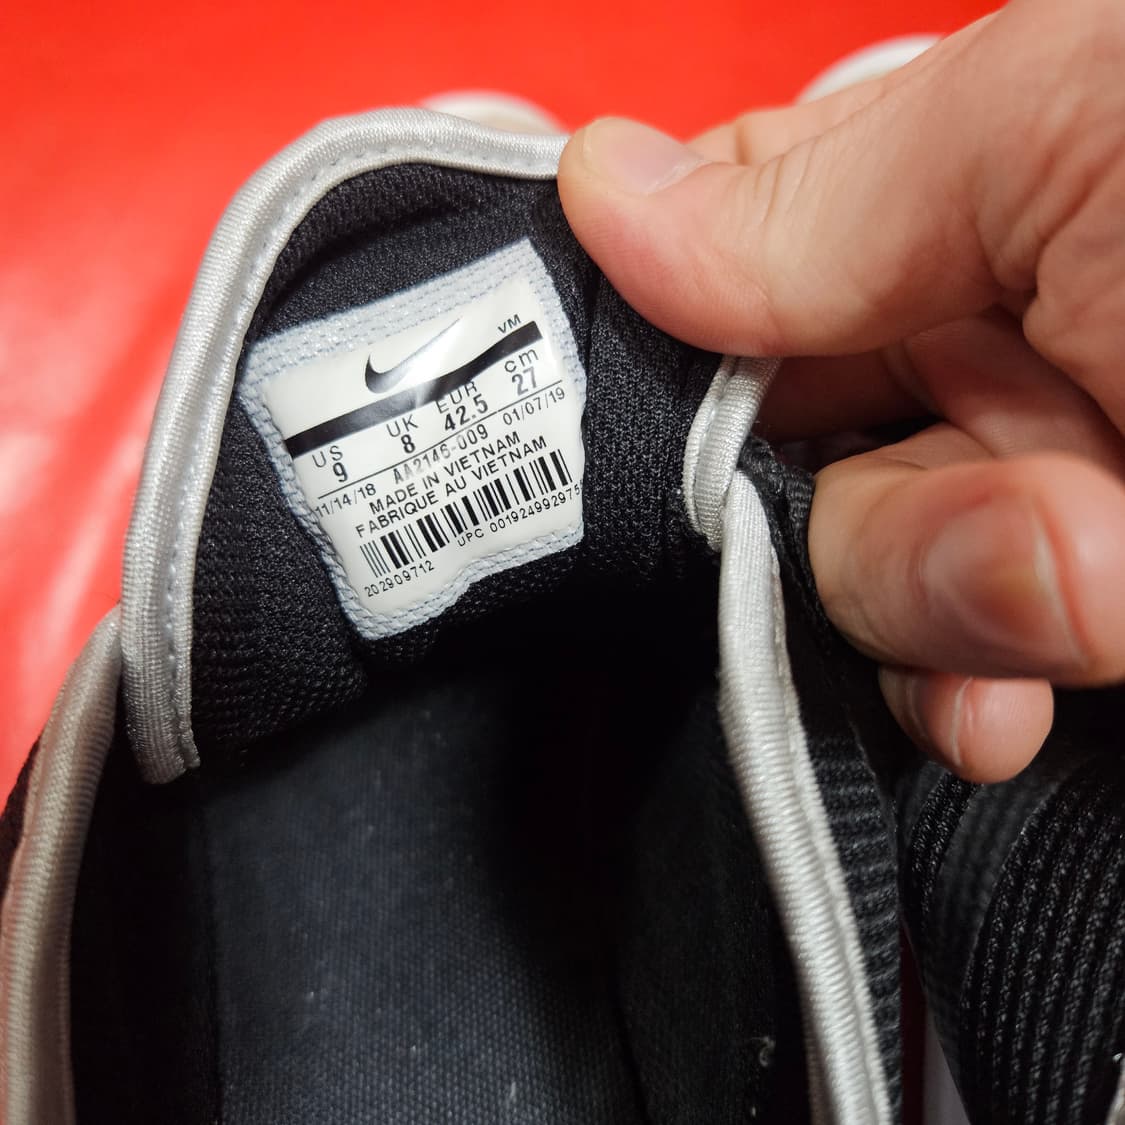 VM
US UK EUR cm
9 8 42.5 27
11/14/18 AA2146-009 01/07/19
MADE IN VIETNAM
FABRIQUE AU VIETNAM
202909712 UPC 0019249929756